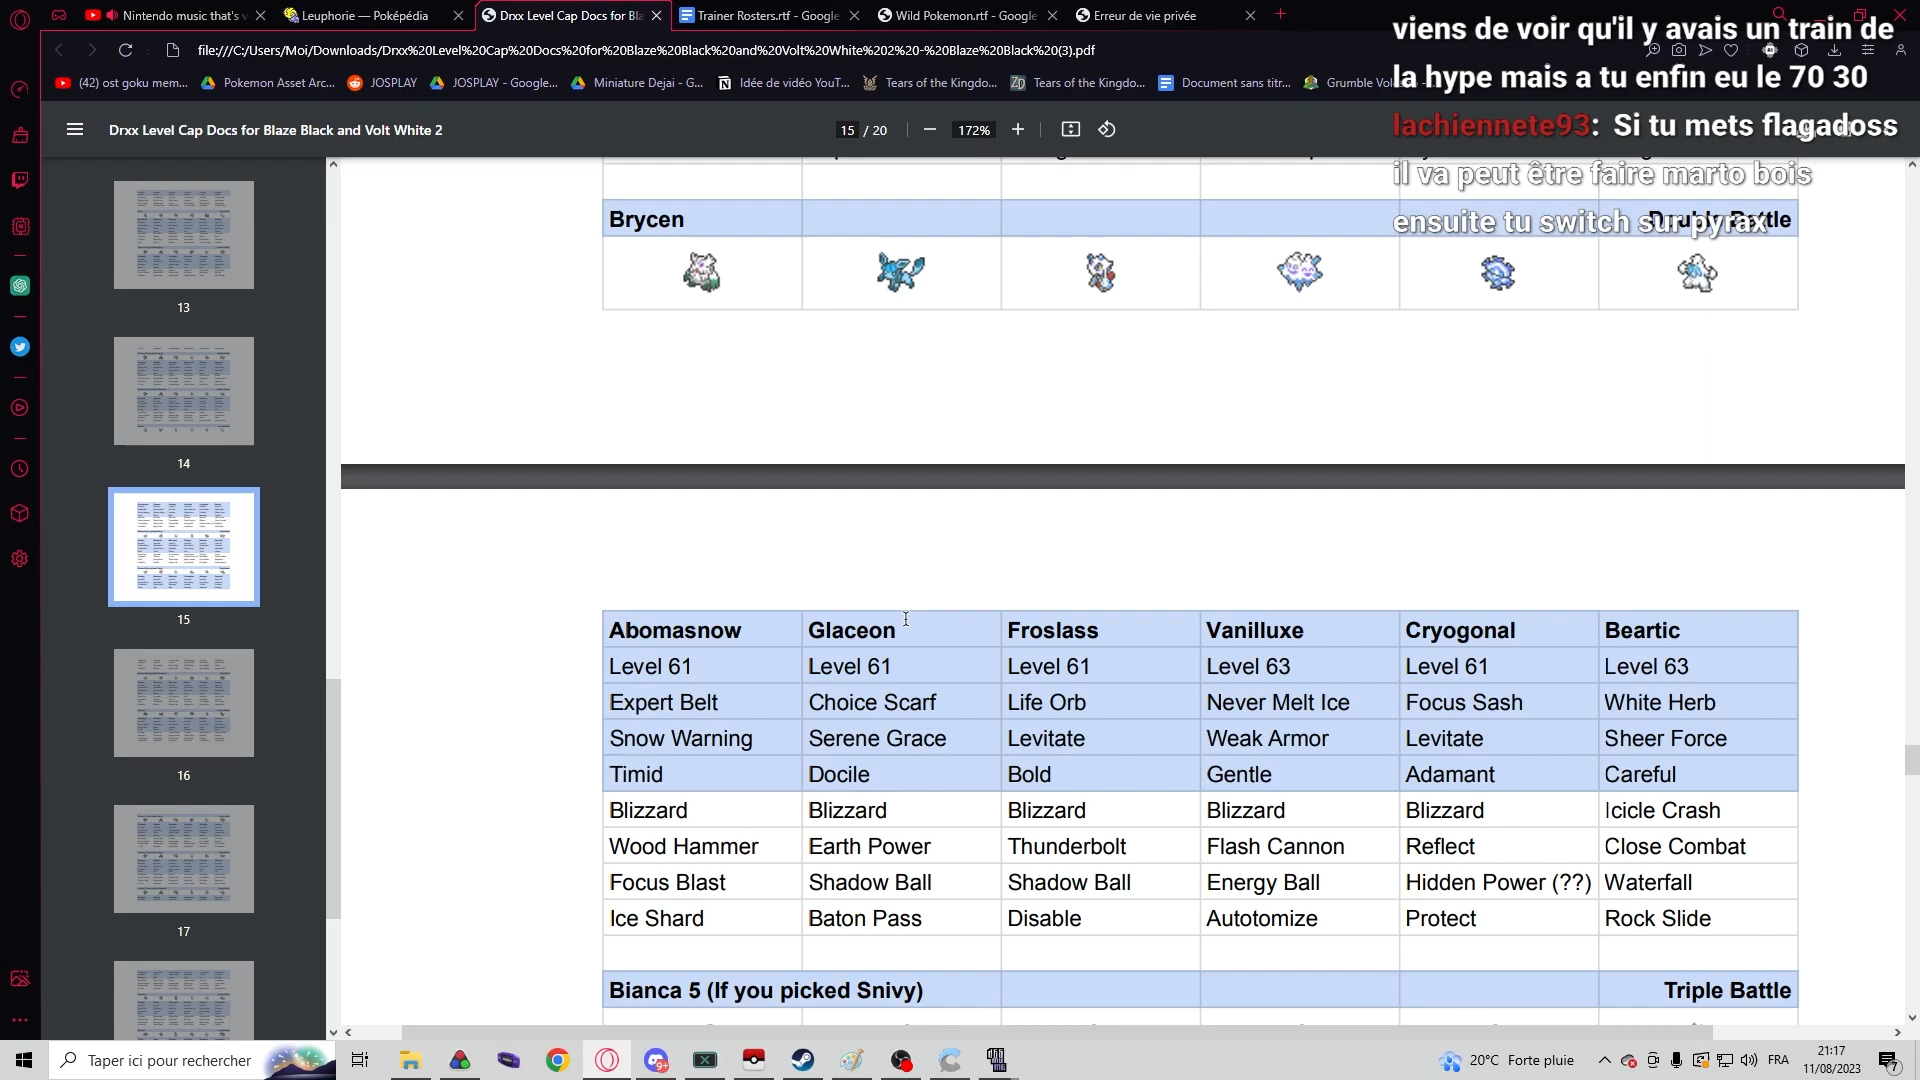 Nintendo music that's v
Leuphorie — Poképédia
Drxx Level Cap Docs for Bla
Trainer Rosters.rtf - Google
Wild Pokemon.rtf - Google
Erreur de vie privée
file:///C:/Users/Moi/Downloads/Drxx%20Level%20Cap%20Docs%20for%20Blaze%20Black%20and%20Volt%20White%202%20-%20Blaze%20Black%20(3).pdf
(42) ost goku mem...
Pokemon Asset Arc...
JOSPLAY
JOSPLAY - Google...
Miniature Dejai - G...
Idée de vidéo YouT...
Tears of the Kingdo...
Tears of the Kingdo...
Document sans titr...
Grumble Vol
viens de voir qu'il y avais un train de
la hype mais a tu enfin eu le 70 30
lachiennete93: Si tu mets flagadoss
il va peut être faire marto bois
ensuite tu switch sur pyrax
Drxx Level Cap Docs for Blaze Black and Volt White 2
15 / 20
172%
13
14
15
16
17
Brycen Double Battle
Abomasnow Glaceon Froslass Vanilluxe Cryogonal Beartic
Level 61 Level 61 Level 61 Level 63 Level 61 Level 63
Expert Belt Choice Scarf Life Orb Never Melt Ice Focus Sash White Herb
Snow Warning Serene Grace Levitate Weak Armor Levitate Sheer Force
Timid Docile Bold Gentle Adamant Careful
Blizzard Blizzard Blizzard Blizzard Blizzard Icicle Crash
Wood Hammer Earth Power Thunderbolt Flash Cannon Reflect Close Combat
Focus Blast Shadow Ball Shadow Ball Energy Ball Hidden Power (??) Waterfall
Ice Shard Baton Pass Disable Autotomize Protect Rock Slide
Bianca 5 (If you picked Snivy) Triple Battle
Taper ici pour rechercher
20°C Forte pluie
FRA
21:17
11/08/2023
7